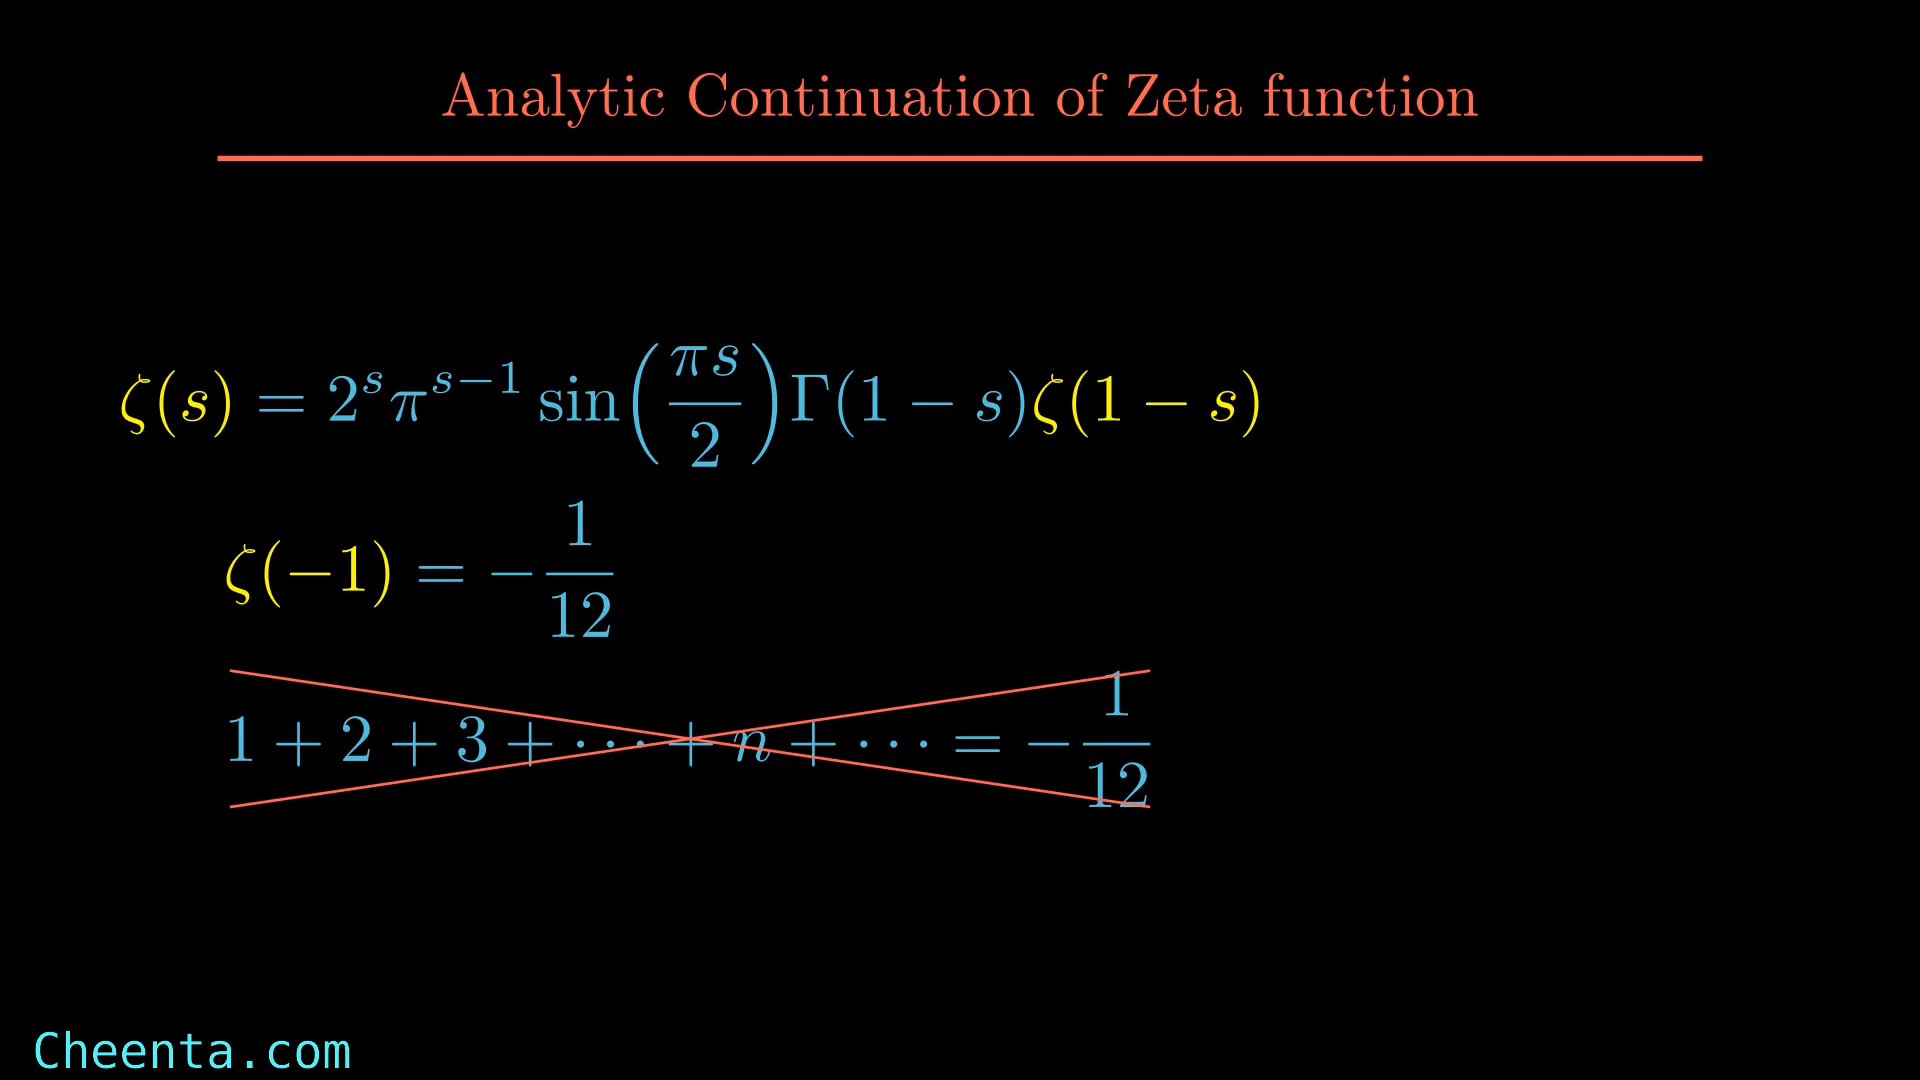 Analytic Continuation of Zeta function
ζ(s) = 2^s π^{s−1} sin(πs/2) Γ(1 − s)ζ(1 − s)
ζ(−1) = −1/12
1 + 2 + 3 + ··· + n + ··· = −1/12
Cheenta.com